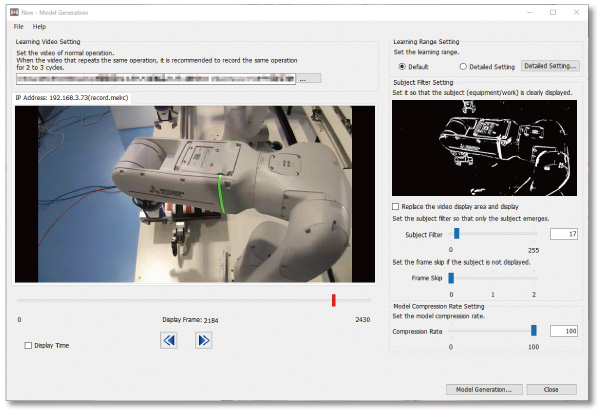 New - Model Generation
File Help
Learning Video Setting
Set the video of normal operation.
When the video that repeats the same operation, it is recommended to record the same operation
for 2 to 3 cycles.
...
IP Address: 192.168.3.73(record.melrc)
MITSUBISHI
0
Display Frame: 2184
2430
Display Time
Learning Range Setting
Set the learning range.
Default
Detailed Setting
Detailed Setting...
Subject Filter Setting
Set it so that the subject (equipment/work) is clearly displayed.
Replace the video display area and display
Set the subject filter so that only the subject emerges.
Subject Filter
17
0 255
Set the frame skip if the subject is not displayed.
Frame Skip
0 1 2
Model Compression Rate Setting
Set the model compression rate.
Compression Rate
100
0 100
Model Generation...
Close